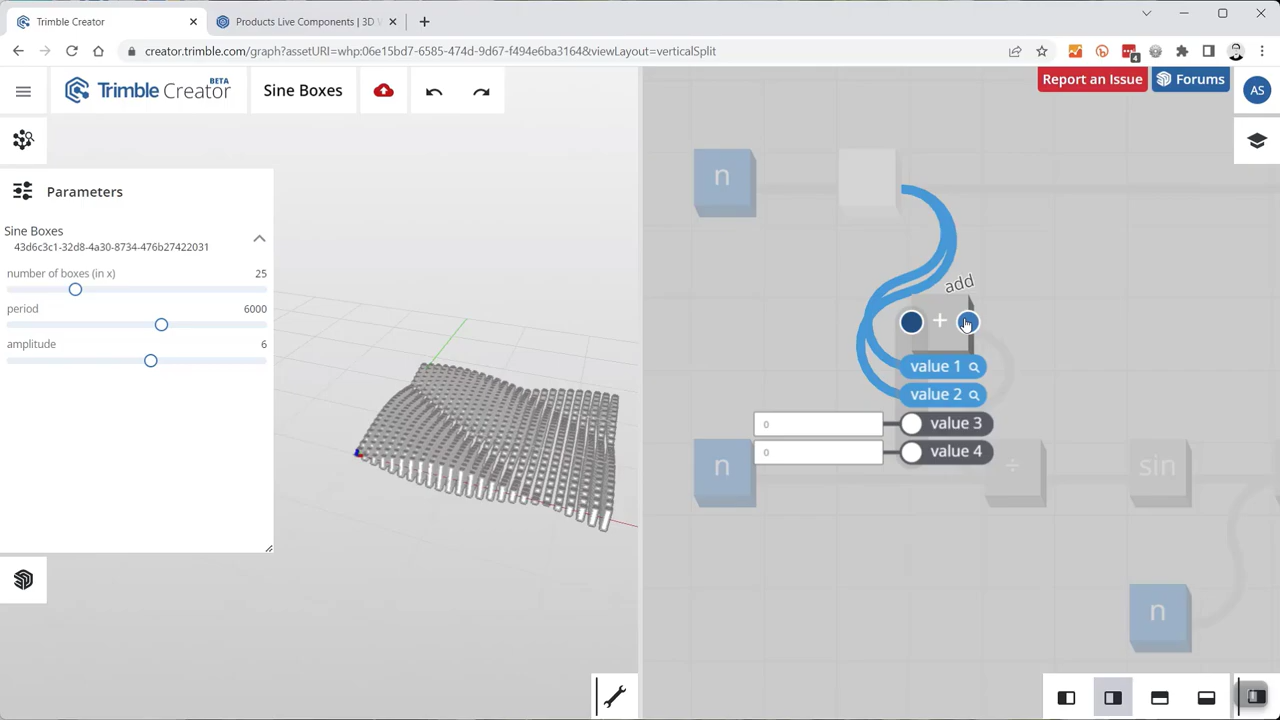 Trimble Creator
Products Live Components | 3D
creator.trimble.com/graph?assetURI=whp:06e15bd7-6585-474d-9d67-f494e6ba3164&viewLayout=verticalSplit
4
Trimble Creator
BETA
Sine Boxes
Report an Issue
Forums
AS
Parameters
Sine Boxes
43d6c3c1-32d8-4a30-8734-476b27422031
number of boxes (in x) 25
period 6000
amplitude 6
n
add
+
value 1
value 2
0 value 3
0 value 4
n
÷
sin
n